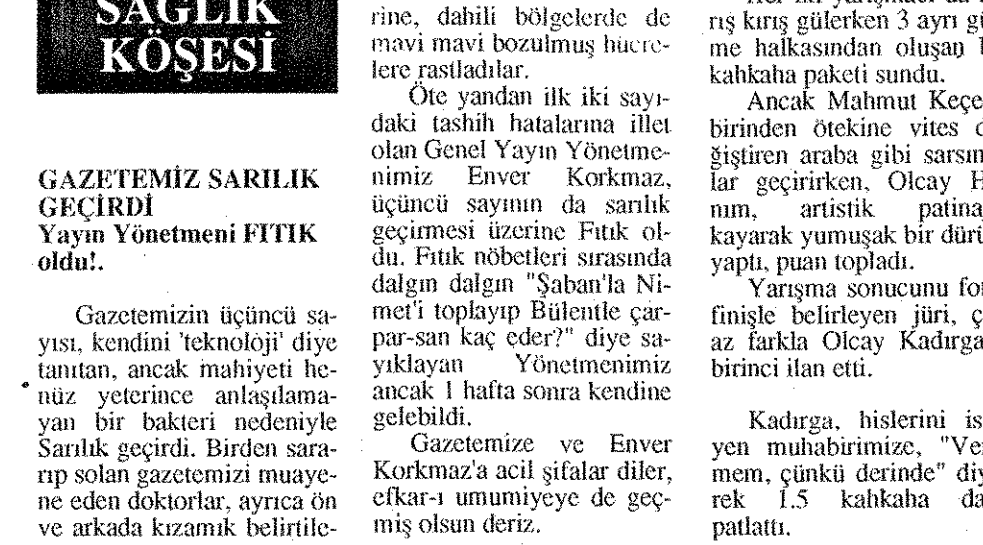 SAĞLIK
KÖŞESİ
GAZETEMİZ SARILIK
GEÇİRDİ
Yayın Yönetmeni FITIK
oldu!.
Gazetemizin üçüncü sa-
yısı, kendini 'teknoloji' diye
tanıtan, ancak mahiyeti he-
nüz yeterince anlaşılama-
yan bir bakteri nedeniyle
Sarılık geçirdi. Birden sara-
rıp solan gazetemizi muaye-
ne eden doktorlar, ayrıca ön
ve arkada kızamık belirtile-
rine, dahili bölgelerde de
mavi mavi bozulmuş hücre-
lere rastladılar.
Öte yandan ilk iki sayı-
daki tashih hatalarına illet
olan Genel Yayın Yönetme-
nimiz Enver Korkmaz,
üçüncü sayının da sarılık
geçirmesi üzerine Fıtık ol-
du. Fıtık nöbetleri sırasında
dalgın dalgın "Şaban'la Ni-
met'i toplayıp Bülentle çar-
par-san kaç eder?" diye sa-
yıklayan Yönetmenimiz
ancak 1 hafta sonra kendine
gelebildi.
Gazetemize ve Enver
Korkmaz'a acil şifalar diler,
efkar-ı umumiyeye de geç-
miş olsun deriz.
rış kırış gülerken 3 ayrı gü
me halkasından oluşan
kahkaha paketi sundu.
Ancak Mahmut Keçe
birinden ötekine vites d
ğiştiren araba gibi sarsın
lar geçirirken, Olcay H
nım, artistik patina
kayarak yumuşak bir dürü
yaptı, puan topladı.
Yarışma sonucunu fo
finişle belirleyen jüri, ç
az farkla Olcay Kadırga
birinci ilan etti.
Kadırga, hislerini is
yen muhabirimize, "Ve
mem, çünkü derinde" diy
rek 1.5 kahkaha da
patlattı.